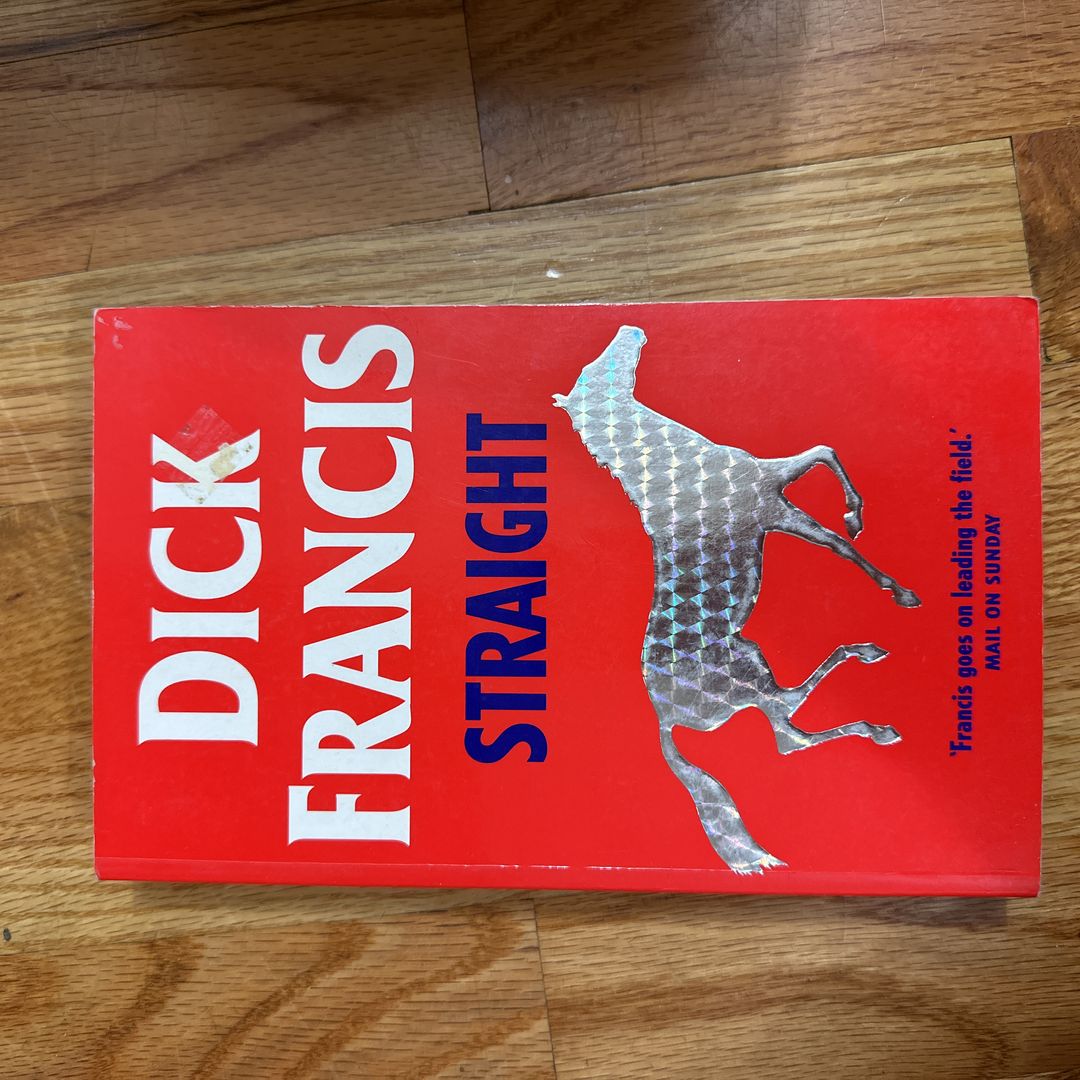 DICK
FRANCIS
STRAIGHT
‘Francis goes on leading the field.’
MAIL ON SUNDAY